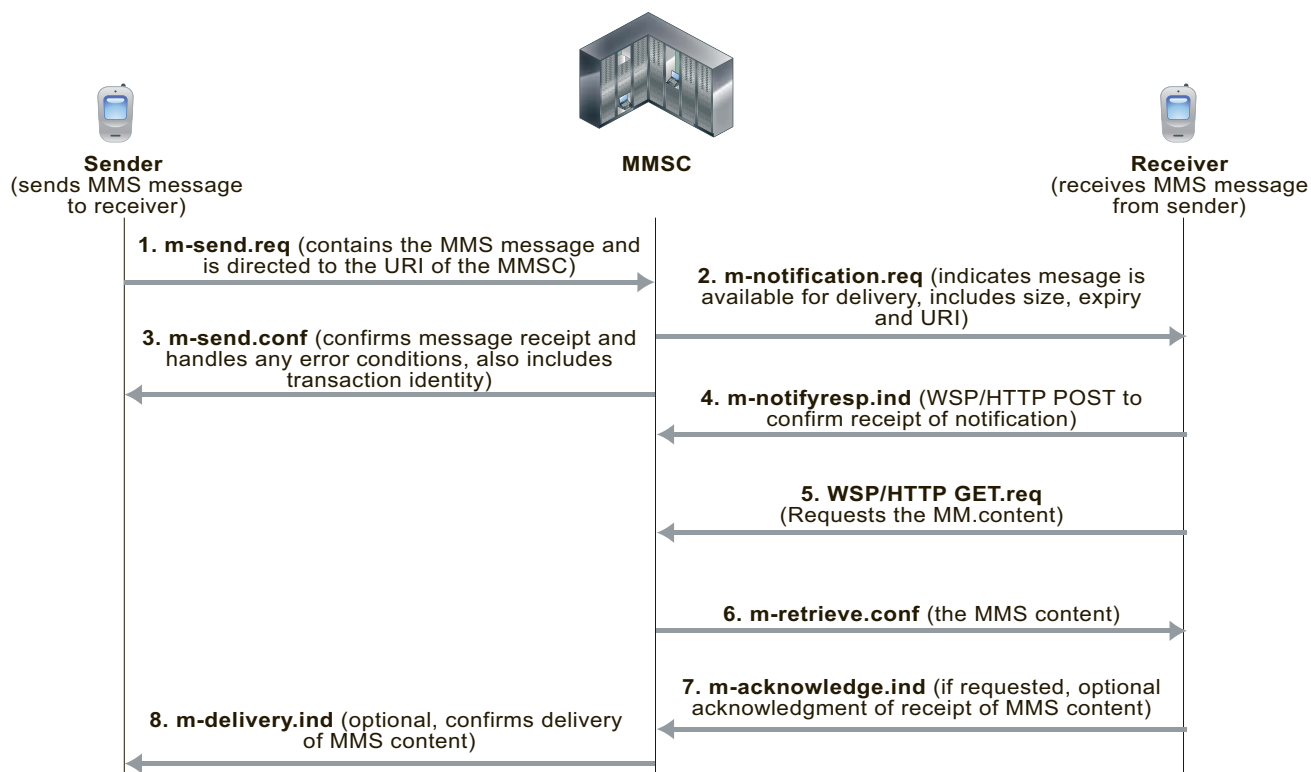 Sender
(sends MMS message
to receiver)
MMSC
Receiver
(receives MMS message
from sender)
1. m-send.req (contains the MMS message and
is directed to the URI of the MMSC)
2. m-notification.req (indicates mesage is
available for delivery, includes size, expiry
and URI)
3. m-send.conf (confirms message receipt and
handles any error conditions, also includes
transaction identity)
4. m-notifyresp.ind (WSP/HTTP POST to
confirm receipt of notification)
5. WSP/HTTP GET.req
(Requests the MM.content)
6. m-retrieve.conf (the MMS content)
7. m-acknowledge.ind (if requested, optional
acknowledgment of receipt of MMS content)
8. m-delivery.ind (optional, confirms delivery
of MMS content)